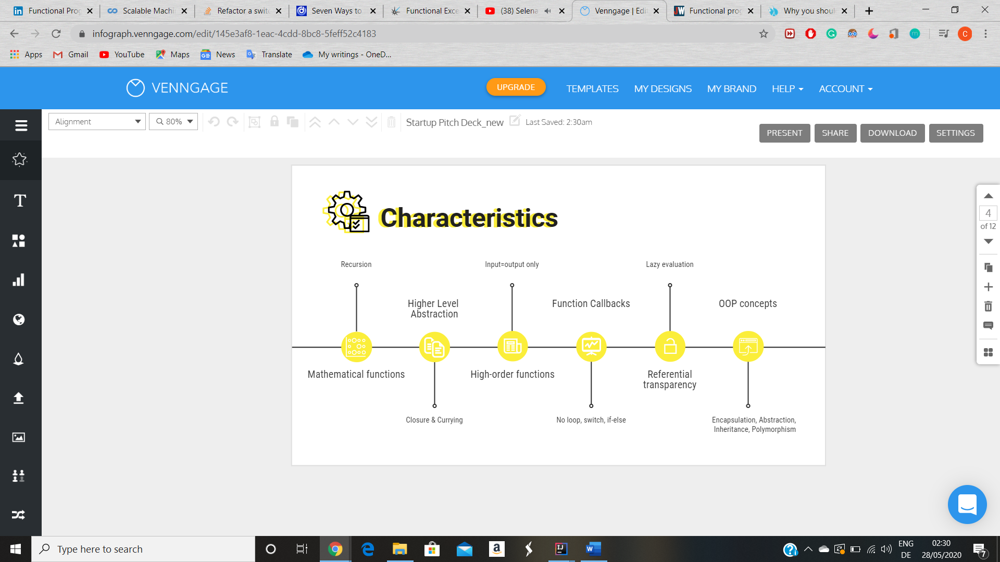 Functional Prog
Scalable Machi
Refactor a swit
Seven Ways to
Functional Exce
(38) Selena
Venngage | Edi
Functional prog
Why you shoul
infograph.venngage.com/edit/145e3af8-1eac-4cdd-8bc8-5feff52c4183
C
Apps
Gmail
YouTube
Maps
News
Translate
My writings - OneD...
VENNGAGE
UPGRADE
TEMPLATES
MY DESIGNS
MY BRAND
HELP
ACCOUNT
Alignment
80%
Startup Pitch Deck_new
Last Saved: 2:30am
PRESENT
SHARE
DOWNLOAD
SETTINGS
Characteristics
4
of 12
Recursion
Input=output only
Lazy evaluation
Higher Level
Abstraction
Function Callbacks
OOP concepts
Mathematical functions
High-order functions
Referential
transparency
Closure & Currying
No loop, switch, if-else
Encapsulation, Abstraction,
Inheritance, Polymorphism
Type here to search
ENG
DE
02:30
28/05/2020
7